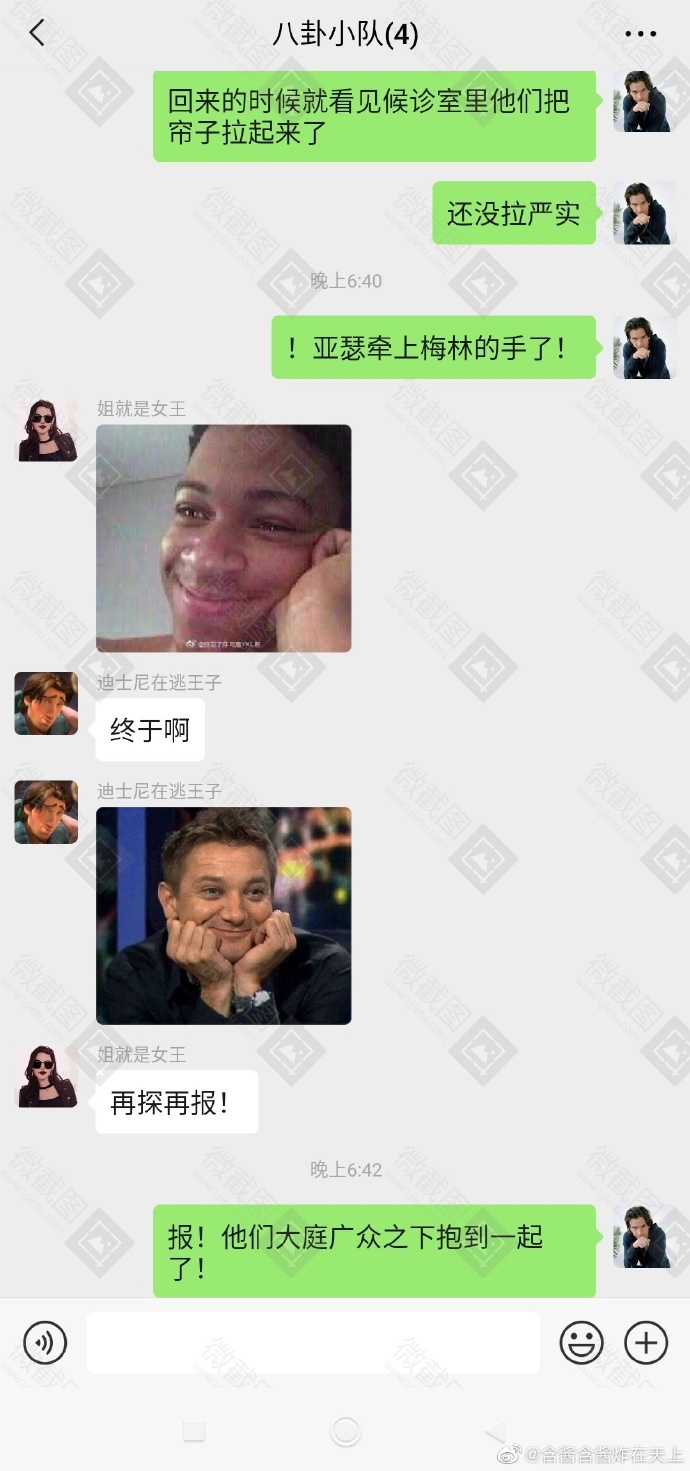 八卦小队(4)
回来的时候就看见候诊室里他们把
帘子拉起来了
还没拉严实
晚上6:40
！亚瑟牵上梅林的手了！
姐就是女王
迪士尼在逃王子
终于啊
迪士尼在逃王子
姐就是女王
再探再报！
晚上6:42
报！他们大庭广众之下抱到一起
了！
微截图
@含酱含酱炸在天上